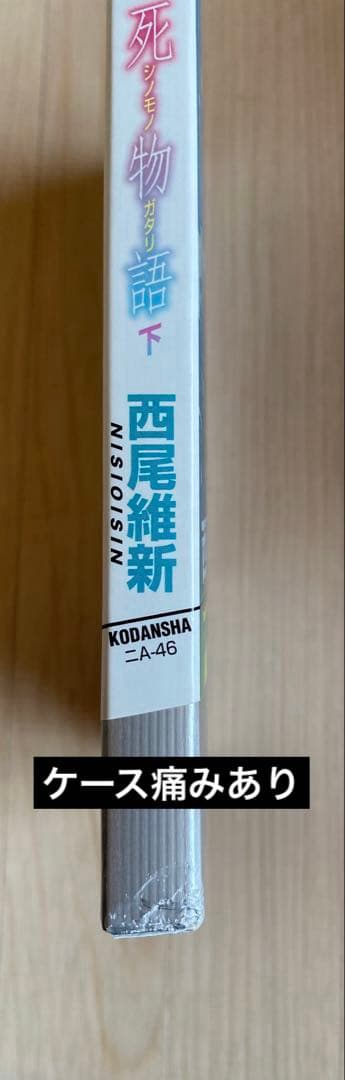 死物語
シノモノガタリ
下
西尾維新
NISIOISIN
KODANSHA
ニA-46
ケース痛みあり